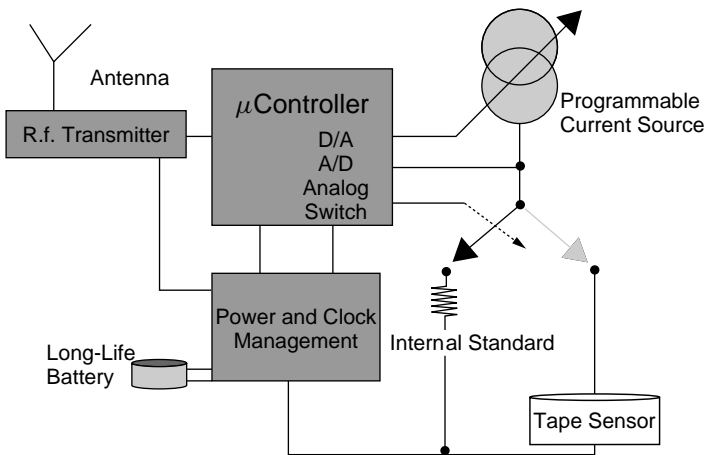 Antenna
R.f. Transmitter
μController
D/A
A/D
Analog
Switch
Programmable
Current Source
Power and Clock
Management
Long-Life
Battery
Internal Standard
Tape Sensor